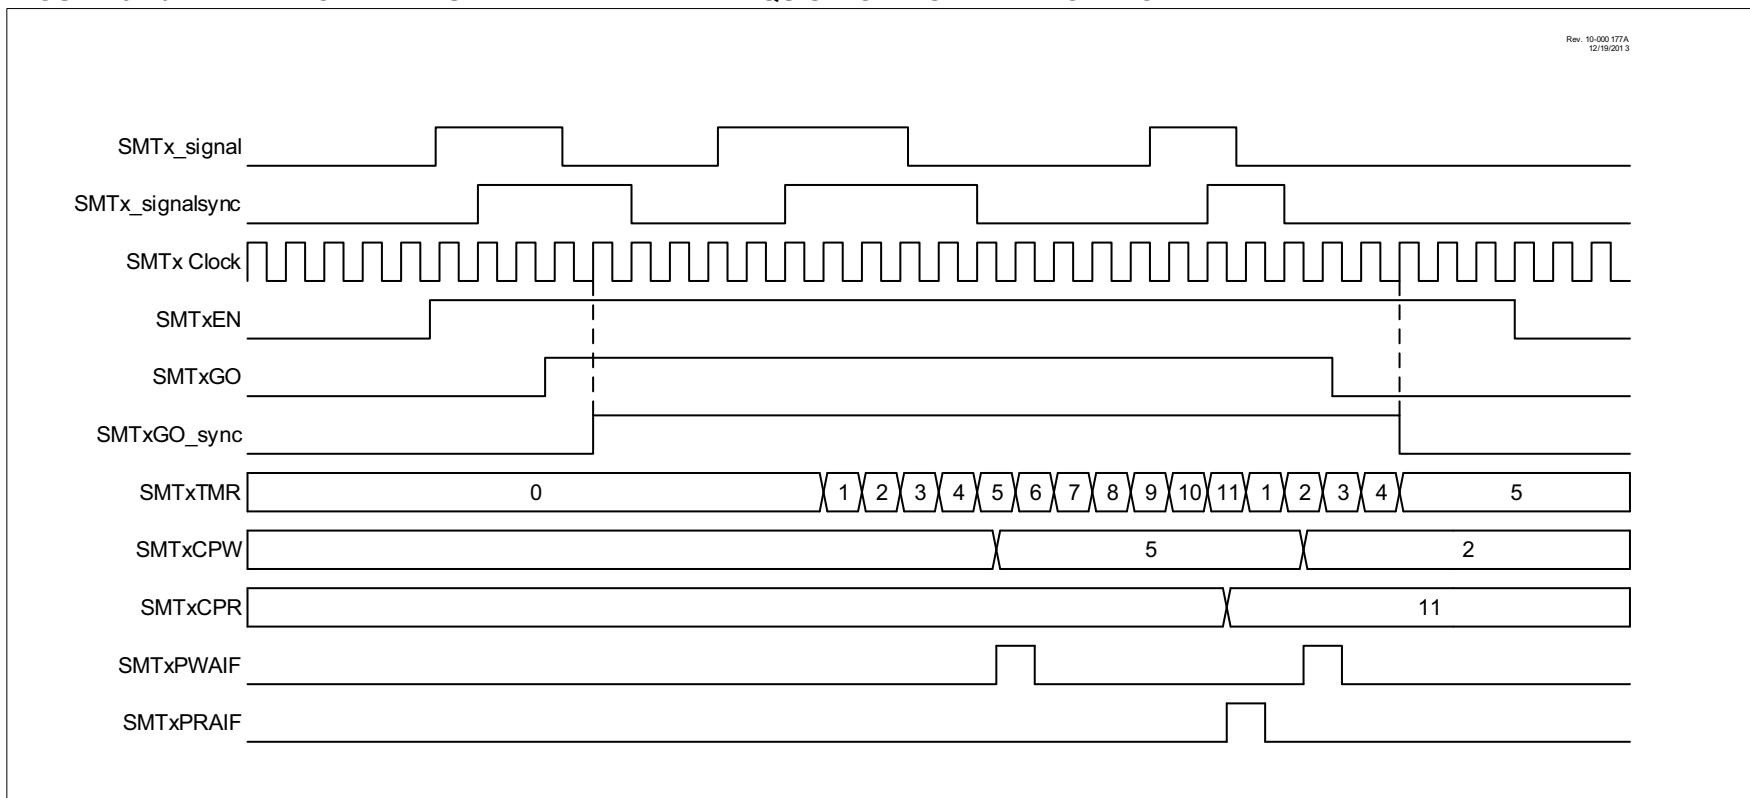 Rev. 10-000 177A
12/19/201 3
SMTx_signal
SMTx_signalsync
SMTx Clock
SMTxEN
SMTxGO
SMTxGO_sync
SMTxTMR 0 1 2 3 4 5 6 7 8 9 10 11 1 2 3 4 5
SMTxCPW 5 2
SMTxCPR 11
SMTxPWAIF
SMTxPRAIF